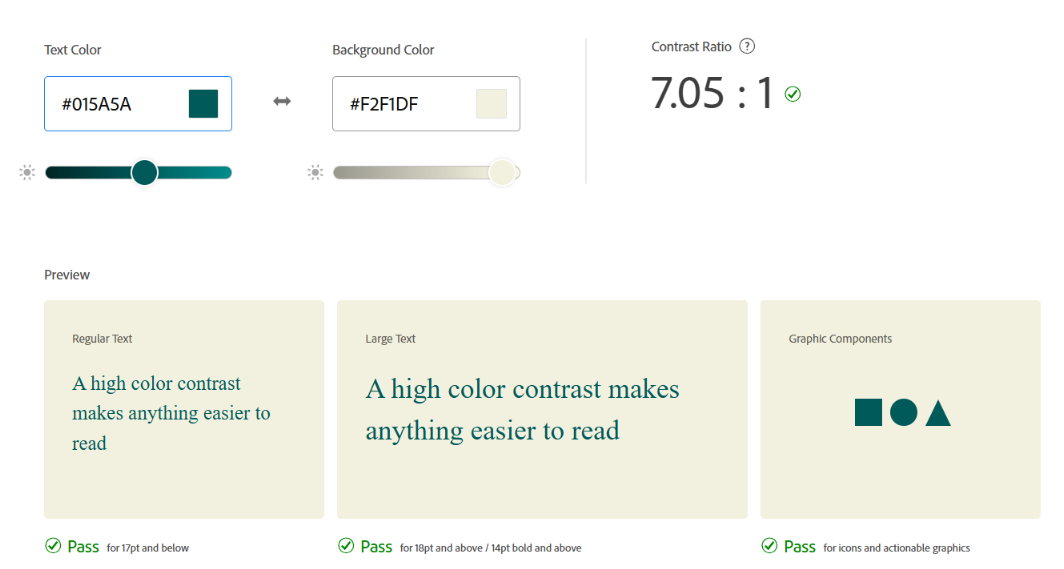 Text Color
Background Color
Contrast Ratio ?
#015A5A
#F2F1DF
7.05 : 1
Preview
Regular Text
A high color contrast
makes anything easier to
read
Large Text
A high color contrast makes
anything easier to read
Graphic Components
Pass for 17pt and below
Pass for 18pt and above / 14pt bold and above
Pass for icons and actionable graphics